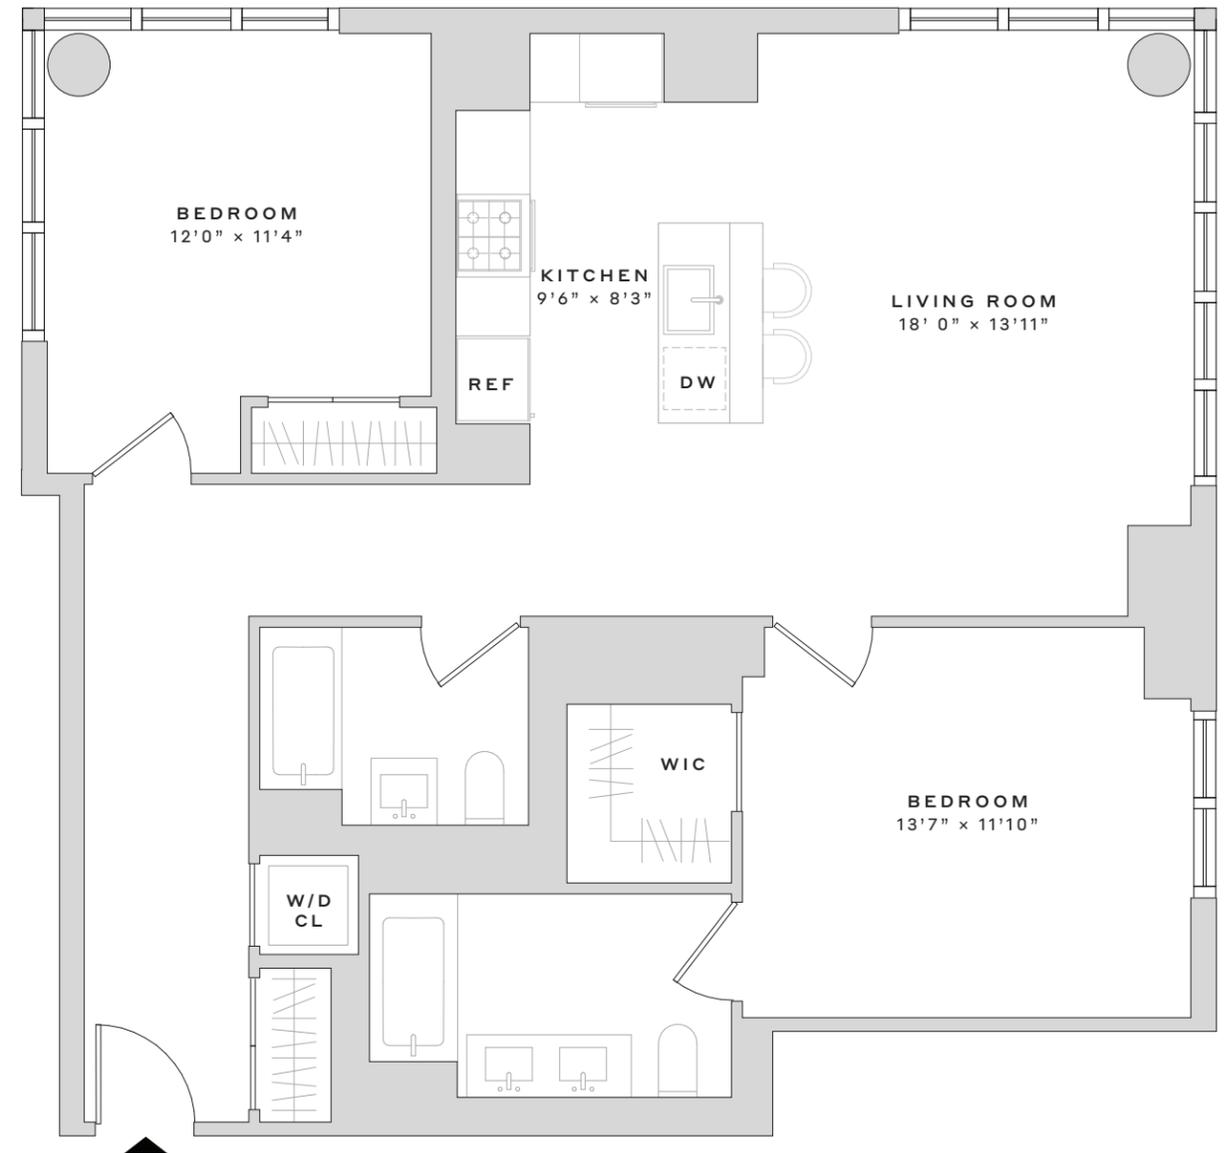 BEDROOM
12'0" × 11'4"
KITCHEN
9'6" × 8'3"
LIVING ROOM
18' 0" × 13'11"
REF
DW
WIC
BEDROOM
13'7" × 11'10"
W/D
CL